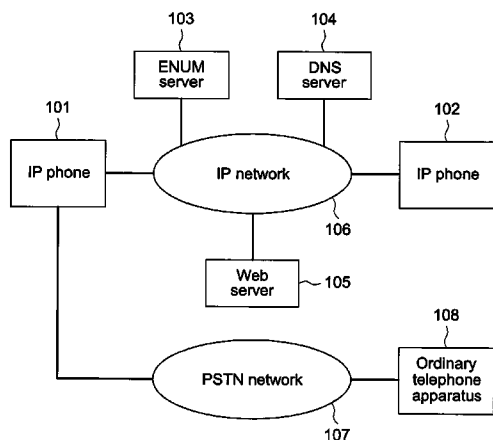 103
ENUM
server
104
DNS
server
101
IP phone
102
IP phone
IP network
106
Web
server
105
108
Ordinary
telephone
apparatus
PSTN network
107